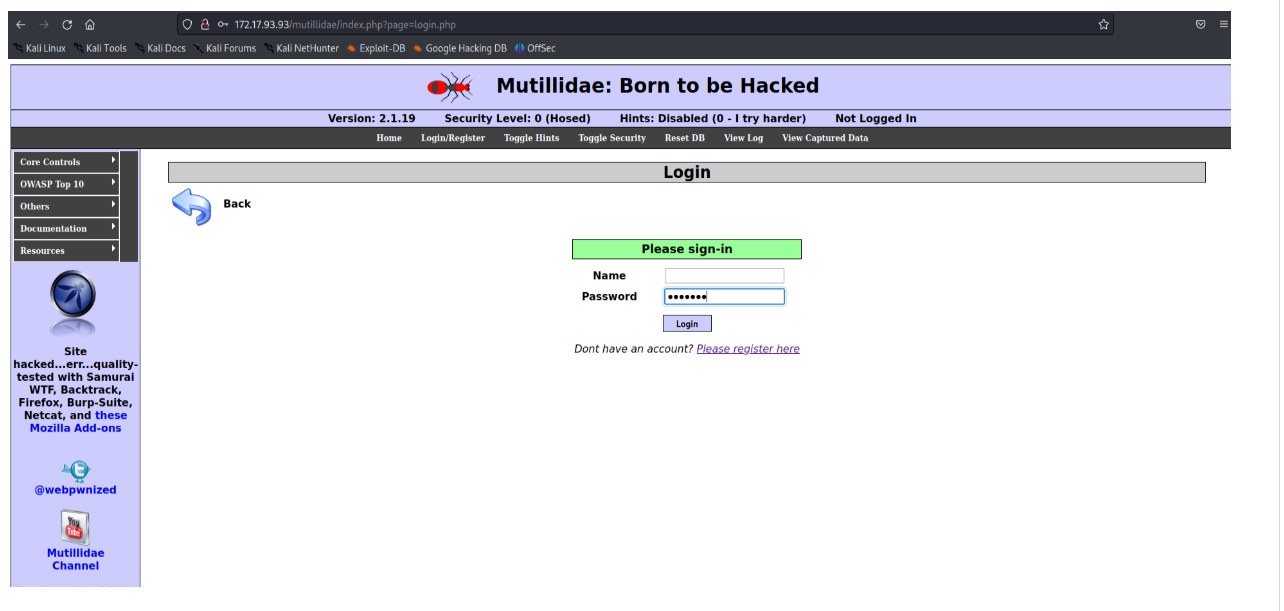 172.17.93.93/mutillidae/index.php?page=login.php
Kali Linux Kali Tools Kali Docs Kali Forums Kali NetHunter Exploit-DB Google Hacking DB OffSec
Mutillidae: Born to be Hacked
Version: 2.1.19 Security Level: 0 (Hosed) Hints: Disabled (0 - I try harder) Not Logged In
Home Login/Register Toggle Hints Toggle Security Reset DB View Log View Captured Data
Core Controls
OWASP Top 10
Others
Documentation
Resources
Site
hacked...err...quality-
tested with Samurai
WTF, Backtrack,
Firefox, Burp-Suite,
Netcat, and these
Mozilla Add-ons
@webpwnized
You
Tube
Mutillidae
Channel
Login
Back
Please sign-in
Name
Password •••••••
Login
Dont have an account? Please register here